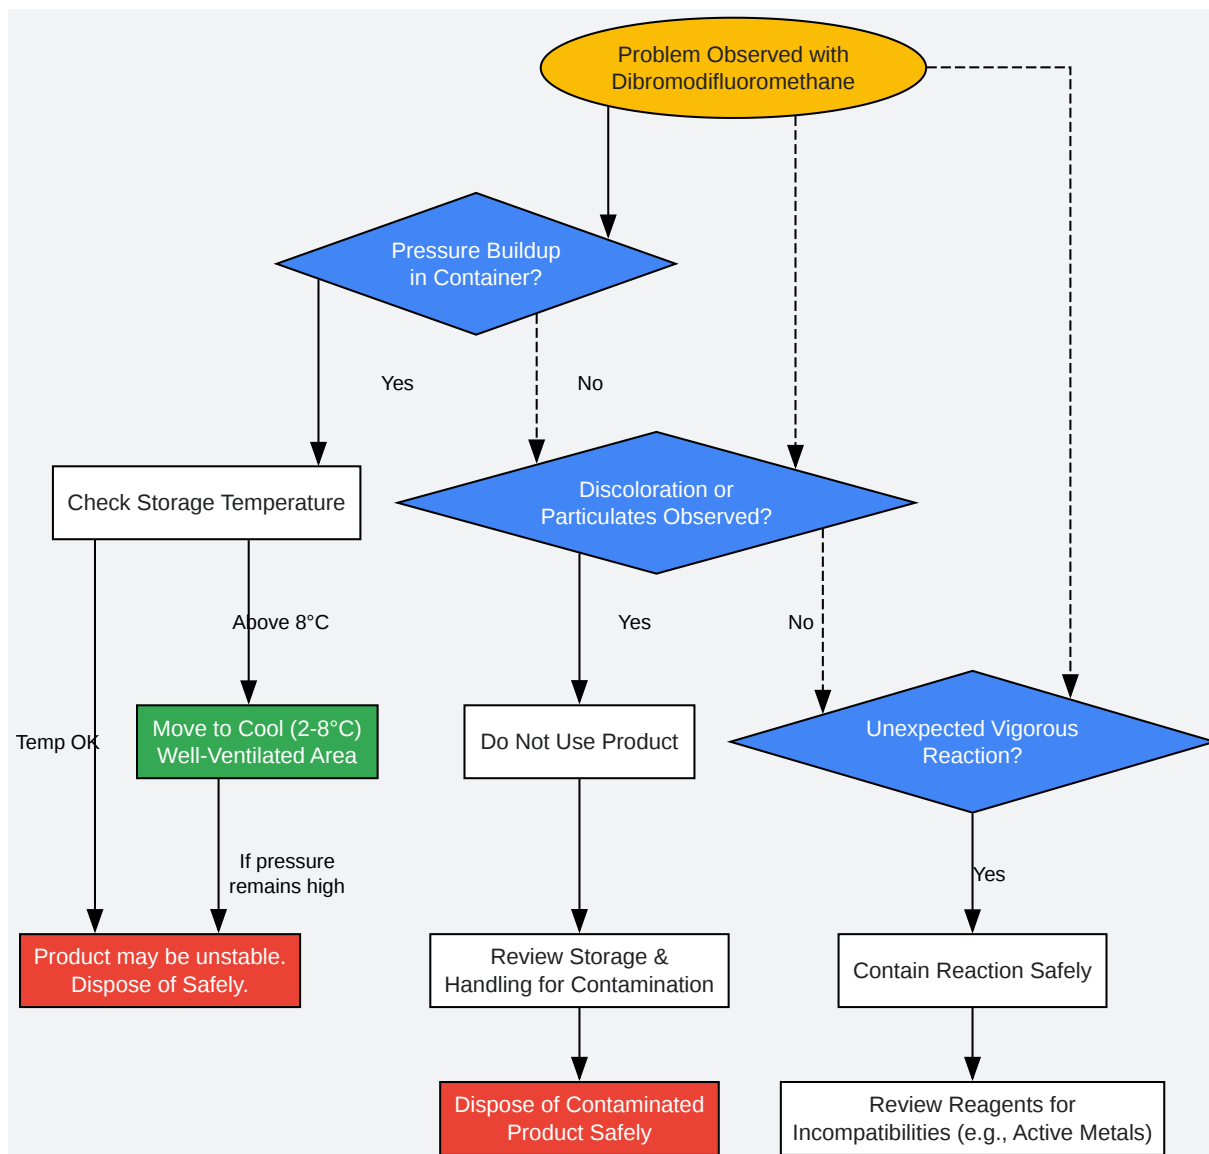 Problem Observed with
Dibromodifluoromethane
Pressure Buildup
in Container?
Yes
No
Check Storage Temperature
Discoloration or
Particulates Observed?
Above 8°C
Yes
No
Temp OK
Move to Cool (2-8°C)
Well-Ventilated Area
Do Not Use Product
Unexpected Vigorous
Reaction?
If pressure
remains high
Yes
Product may be unstable.
Dispose of Safely.
Review Storage &
Handling for Contamination
Contain Reaction Safely
Dispose of Contaminated
Product Safely
Review Reagents for
Incompatibilities (e.g., Active Metals)